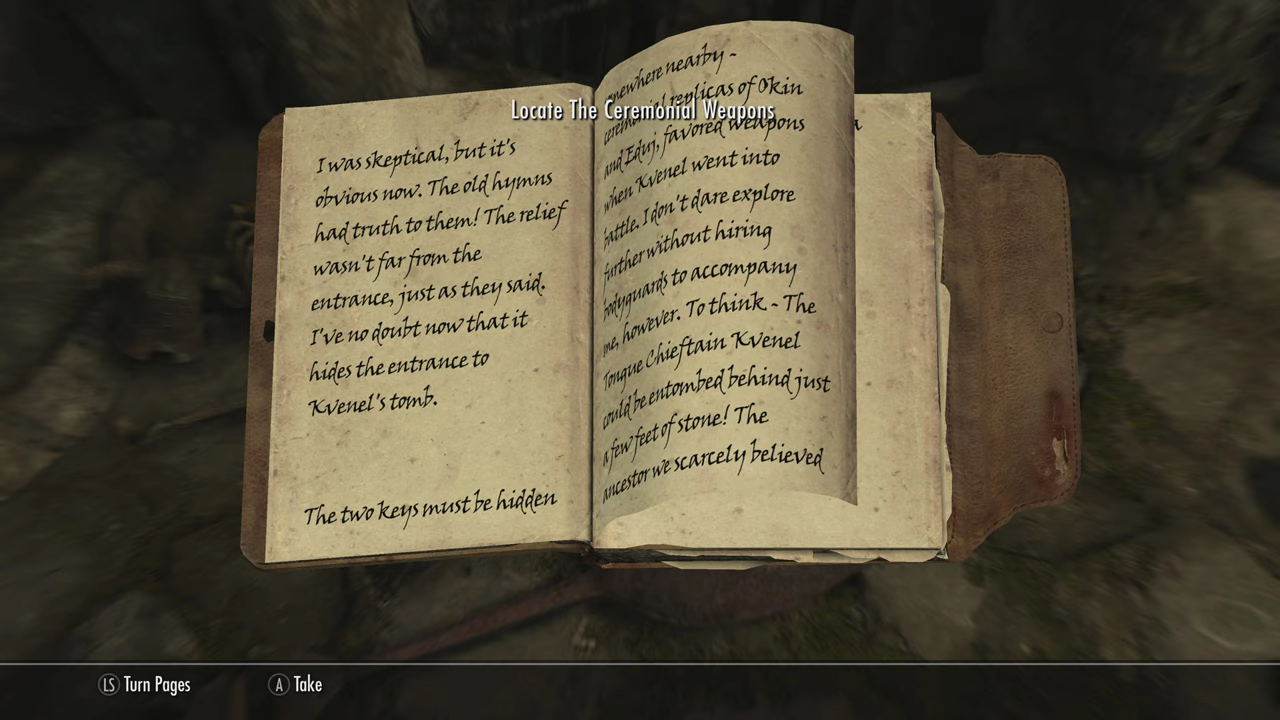 I was skeptical, but it's
obvious now. The old hymns
had truth to them! The relief
wasn't far from the
entrance, just as they said.
I've no doubt now that it
hides the entrance to
Kvenel's tomb.
The two keys must be hidden
nearby -
Locate The Ceremonial Weapons
replicas of Okin
and Eduj, favored weapons
when Kvenel went into
battle. I don't dare explore
further without hiring
bodyguards to accompany
me, however. To think - The
Tongue Chieftain Kvenel
could be entombed behind just
a few feet of stone! The
ancestor we scarcely believed
LS Turn Pages
A Take